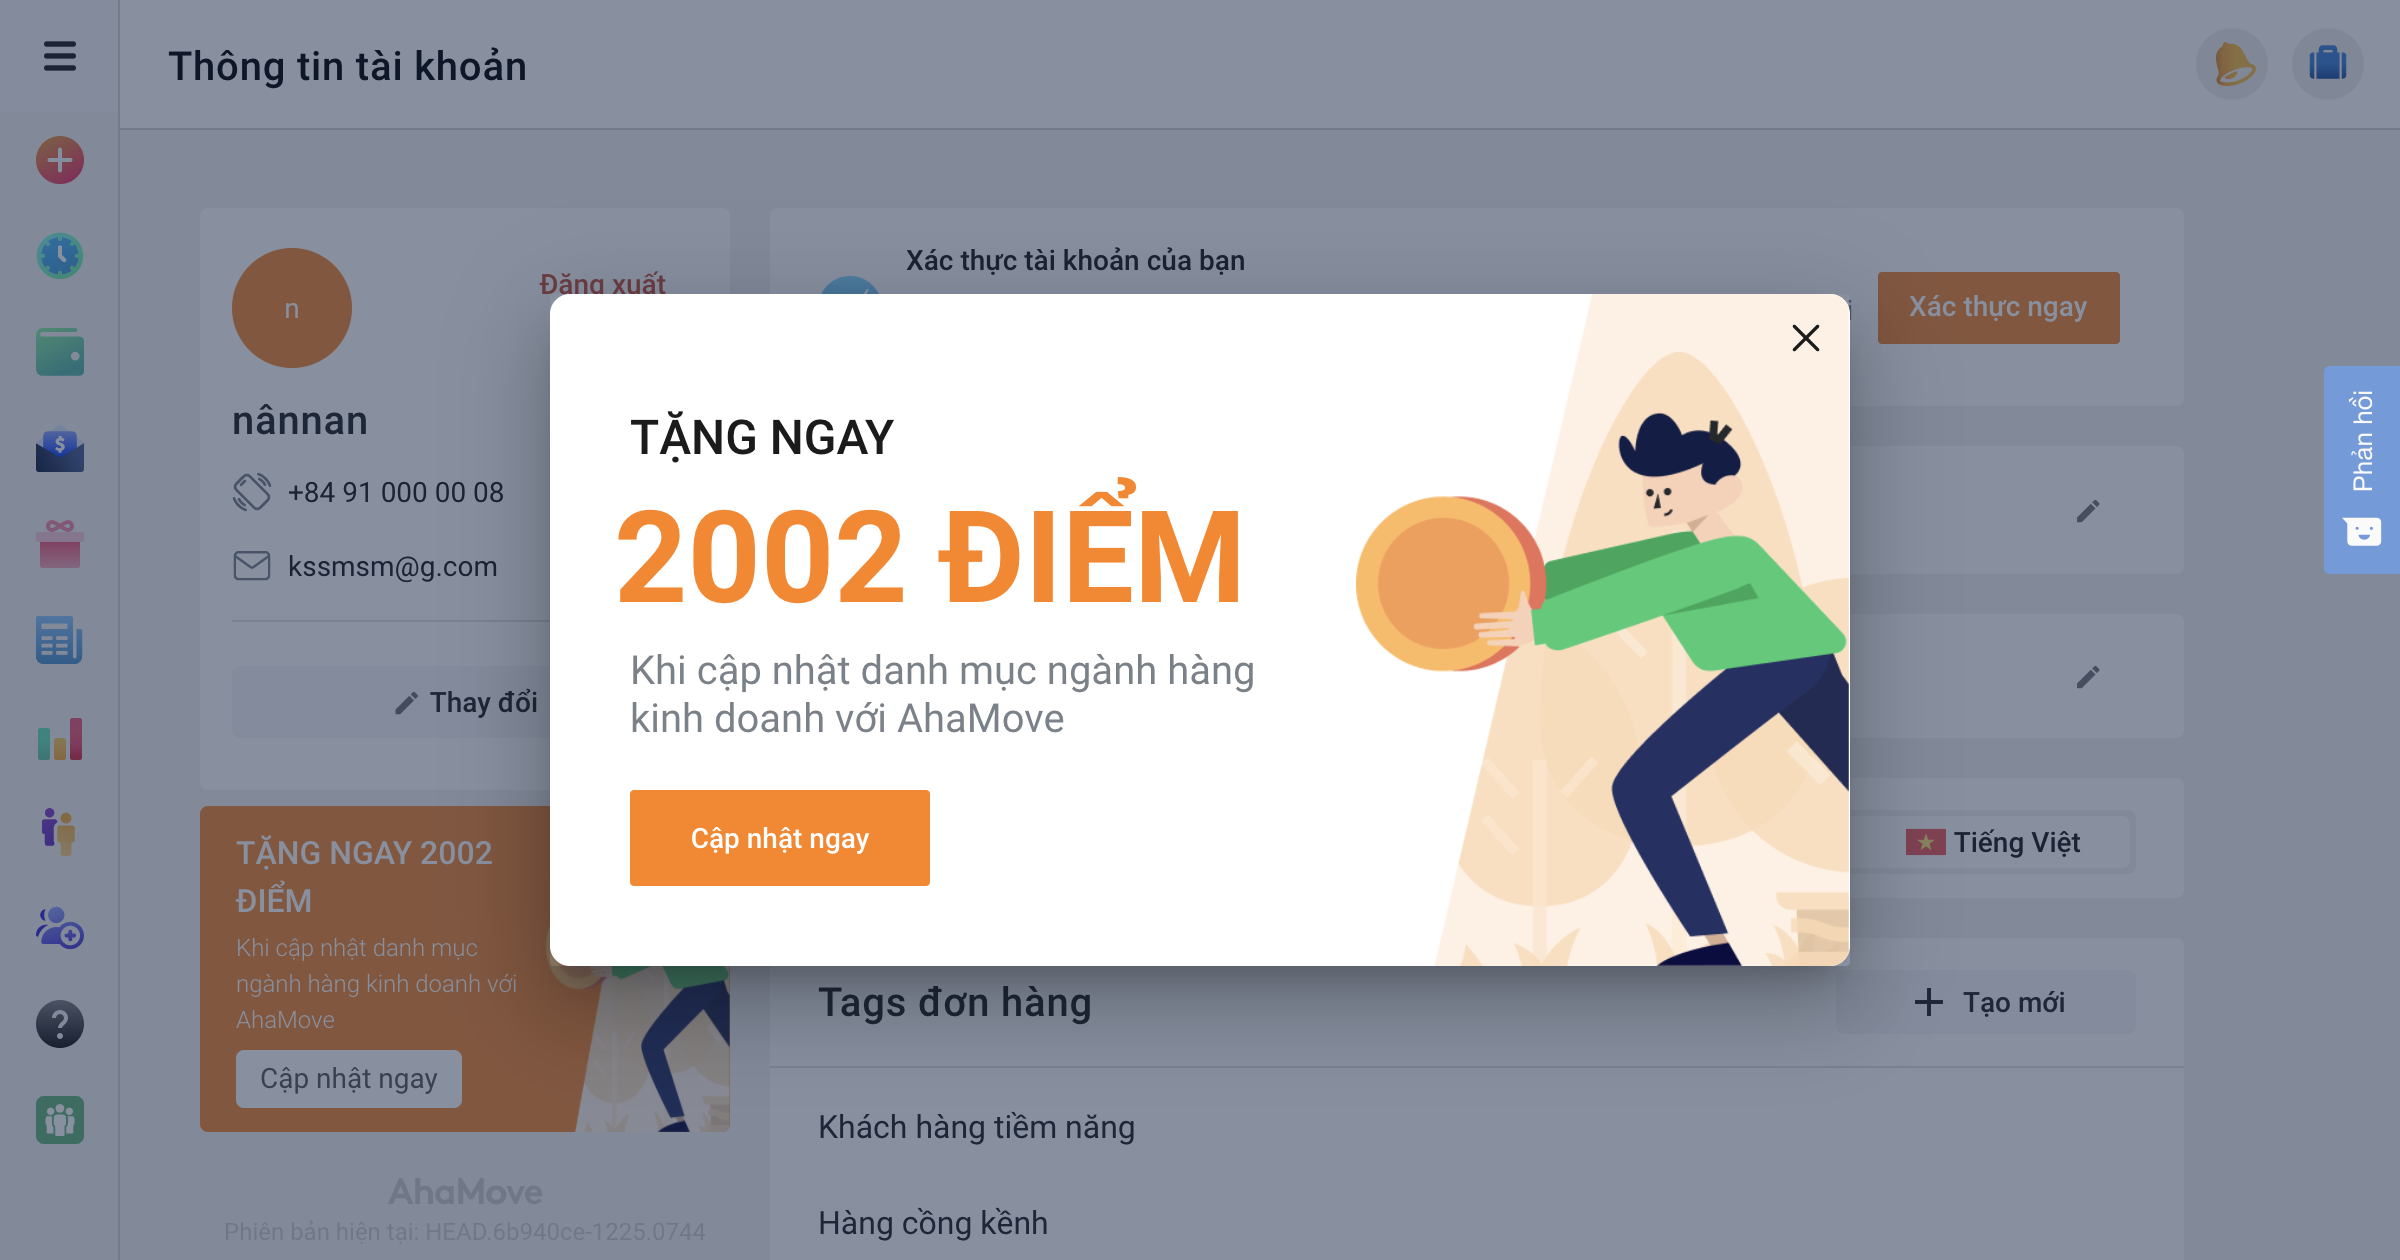 Thông tin tài khoản
n
Đăng xuất
nânnan
+84 91 000 00 08
kssmsm@g.com
Thay đổi
Xác thực tài khoản của bạn
Xác thực ngay
Phản hồi
TẶNG NGAY
2002 ĐIỂM
Khi cập nhật danh mục ngành hàng
kinh doanh với AhaMove
Cập nhật ngay
Tiếng Việt
TẶNG NGAY 2002
ĐIỂM
Khi cập nhật danh mục
ngành hàng kinh doanh với
AhaMove
Cập nhật ngay
Tags đơn hàng
Tạo mới
Khách hàng tiềm năng
Hàng cồng kềnh
AhaMove
Phiên bản hiện tại: HEAD.6b940ce-1225.0744